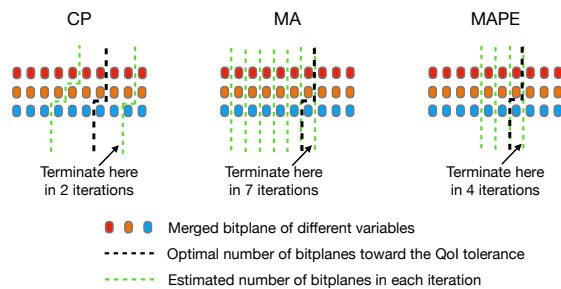 CP
MA
MAPE
Terminate here
in 2 iterations
Terminate here
in 7 iterations
Terminate here
in 4 iterations
Merged bitplane of different variables
Optimal number of bitplanes toward the QoI tolerance
Estimated number of bitplanes in each iteration